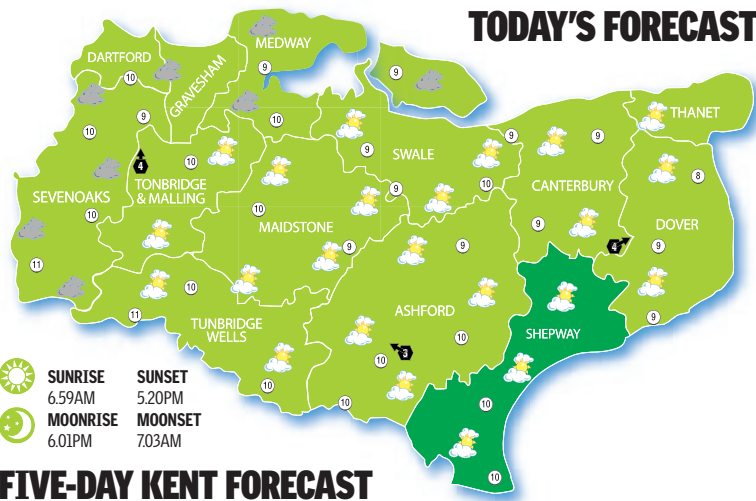 TODAY'S FORECAST
MEDWAY
DARTFORD
GRAVESHAM
9
10
9
THANET
10
9
10
9
9
9
SWALE
10
8
SEVENOAKS
4
TONBRIDGE
& MALLING
10
9
10
CANTERBURY
10
10
MAIDSTONE
9
DOVER
9
9
4
9
11
10
11
ASHFORD
9
TUNBRIDGE
WELLS
SHEPWAY
10
10
3
10
10
10
10
SUNRISE SUNSET
6.59AM 5.20PM
MOONRISE MOONSET
6.01PM 7.03AM
FIVE-DAY KENT FORECAST